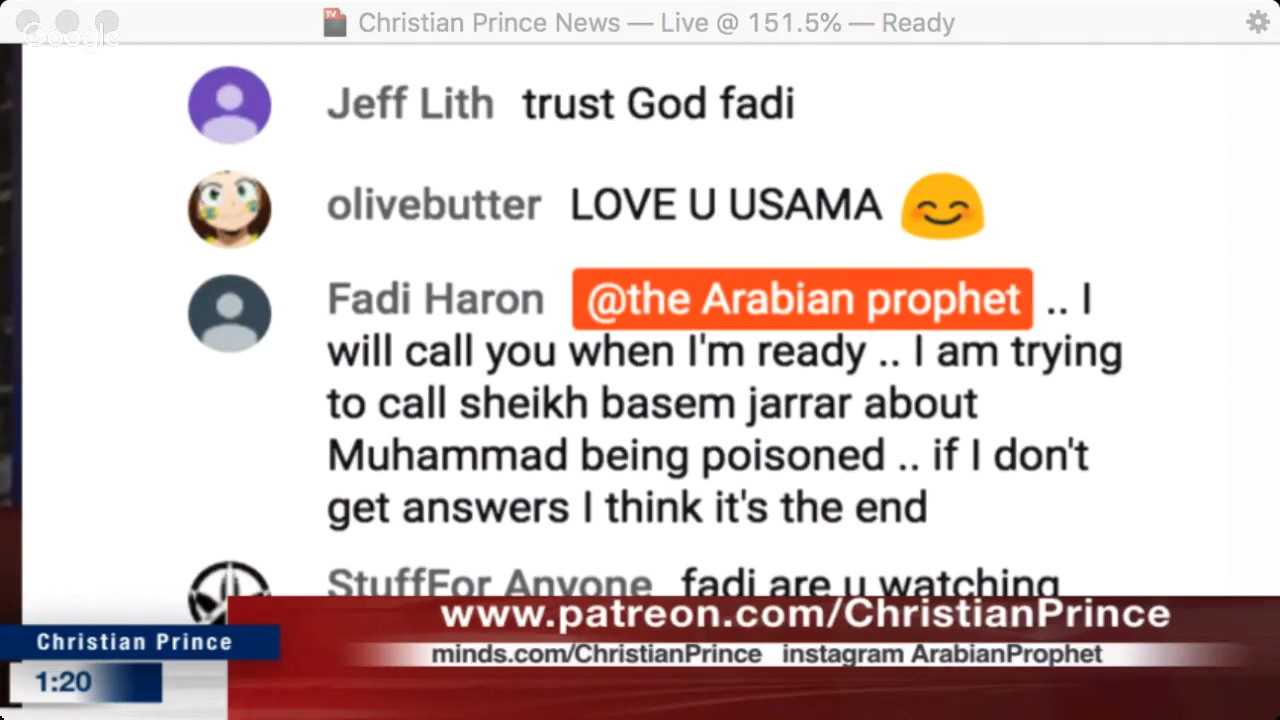 Christian Prince News — Live @ 151.5% — Ready
Google
Jeff Lith trust God fadi
olivebutter LOVE U USAMA 😊
Fadi Haron @the Arabian prophet .. I
will call you when I'm ready .. I am trying
to call sheikh basem jarrar about
Muhammad being poisoned .. if I don't
get answers I think it's the end
StuffFor Anyone fadi are u watching
www.patreon.com/ChristianPrince
Christian Prince
minds.com/ChristianPrince instagram ArabianProphet
1:20